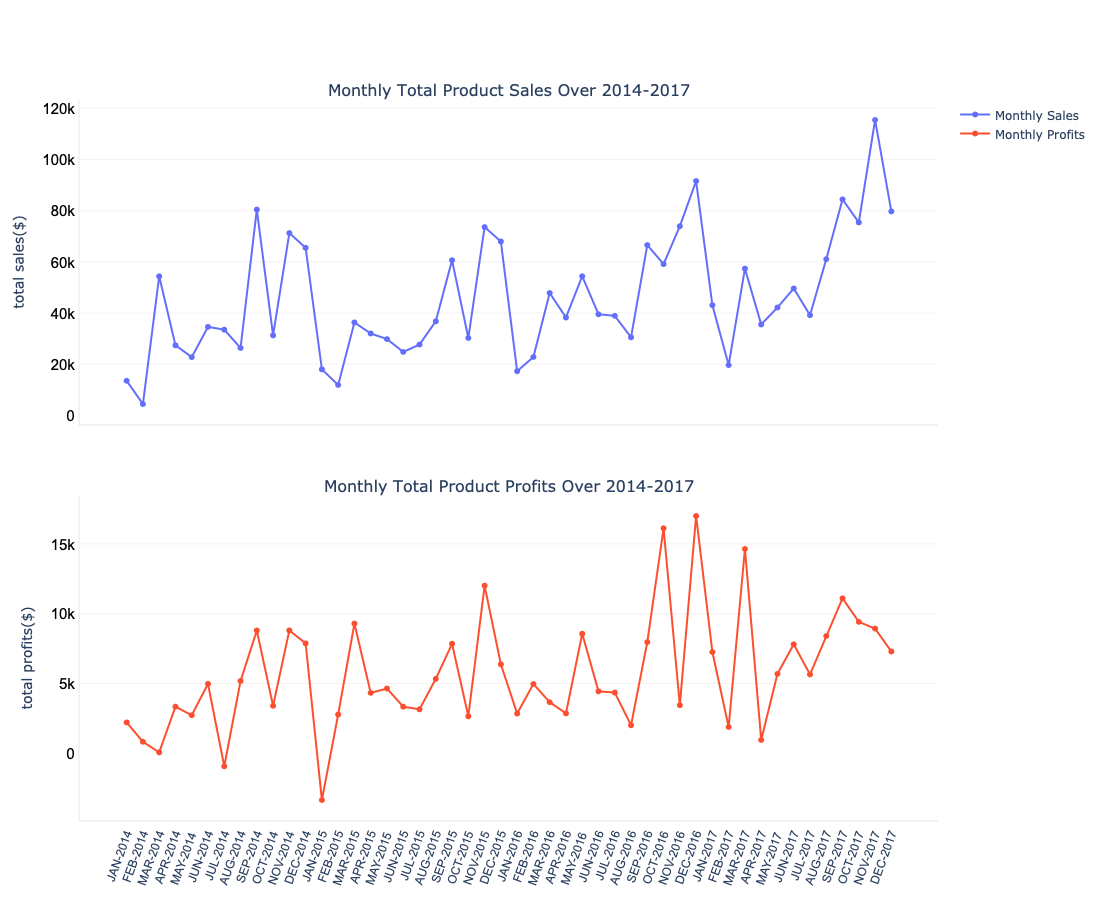 Monthly Total Product Sales Over 2014-2017
Monthly Sales
Monthly Profits
total sales($)
120k
100k
80k
60k
40k
20k
0
Monthly Total Product Profits Over 2014-2017
total profits($)
15k
10k
5k
0
JAN-2014
FEB-2014
MAR-2014
APR-2014
MAY-2014
JUN-2014
JUL-2014
AUG-2014
SEP-2014
OCT-2014
NOV-2014
DEC-2014
JAN-2015
FEB-2015
MAR-2015
APR-2015
MAY-2015
JUN-2015
JUL-2015
AUG-2015
SEP-2015
OCT-2015
NOV-2015
DEC-2015
JAN-2016
FEB-2016
MAR-2016
APR-2016
MAY-2016
JUN-2016
JUL-2016
AUG-2016
SEP-2016
OCT-2016
NOV-2016
DEC-2016
JAN-2017
FEB-2017
MAR-2017
APR-2017
MAY-2017
JUN-2017
JUL-2017
AUG-2017
SEP-2017
OCT-2017
NOV-2017
DEC-2017